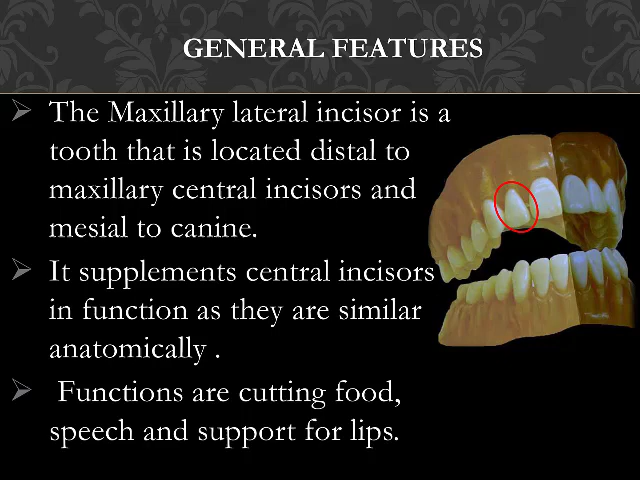 GENERAL FEATURES
The Maxillary lateral incisor is a
tooth that is located distal to
maxillary central incisors and
mesial to canine.
It supplements central incisors
in function as they are similar
anatomically .
Functions are cutting food,
speech and support for lips.